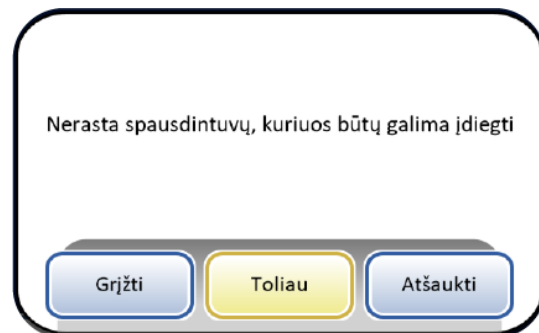 Nerasta spausdintuvų, kuriuos būtų galima įdiegti
Grįžti
Toliau
Atšaukti